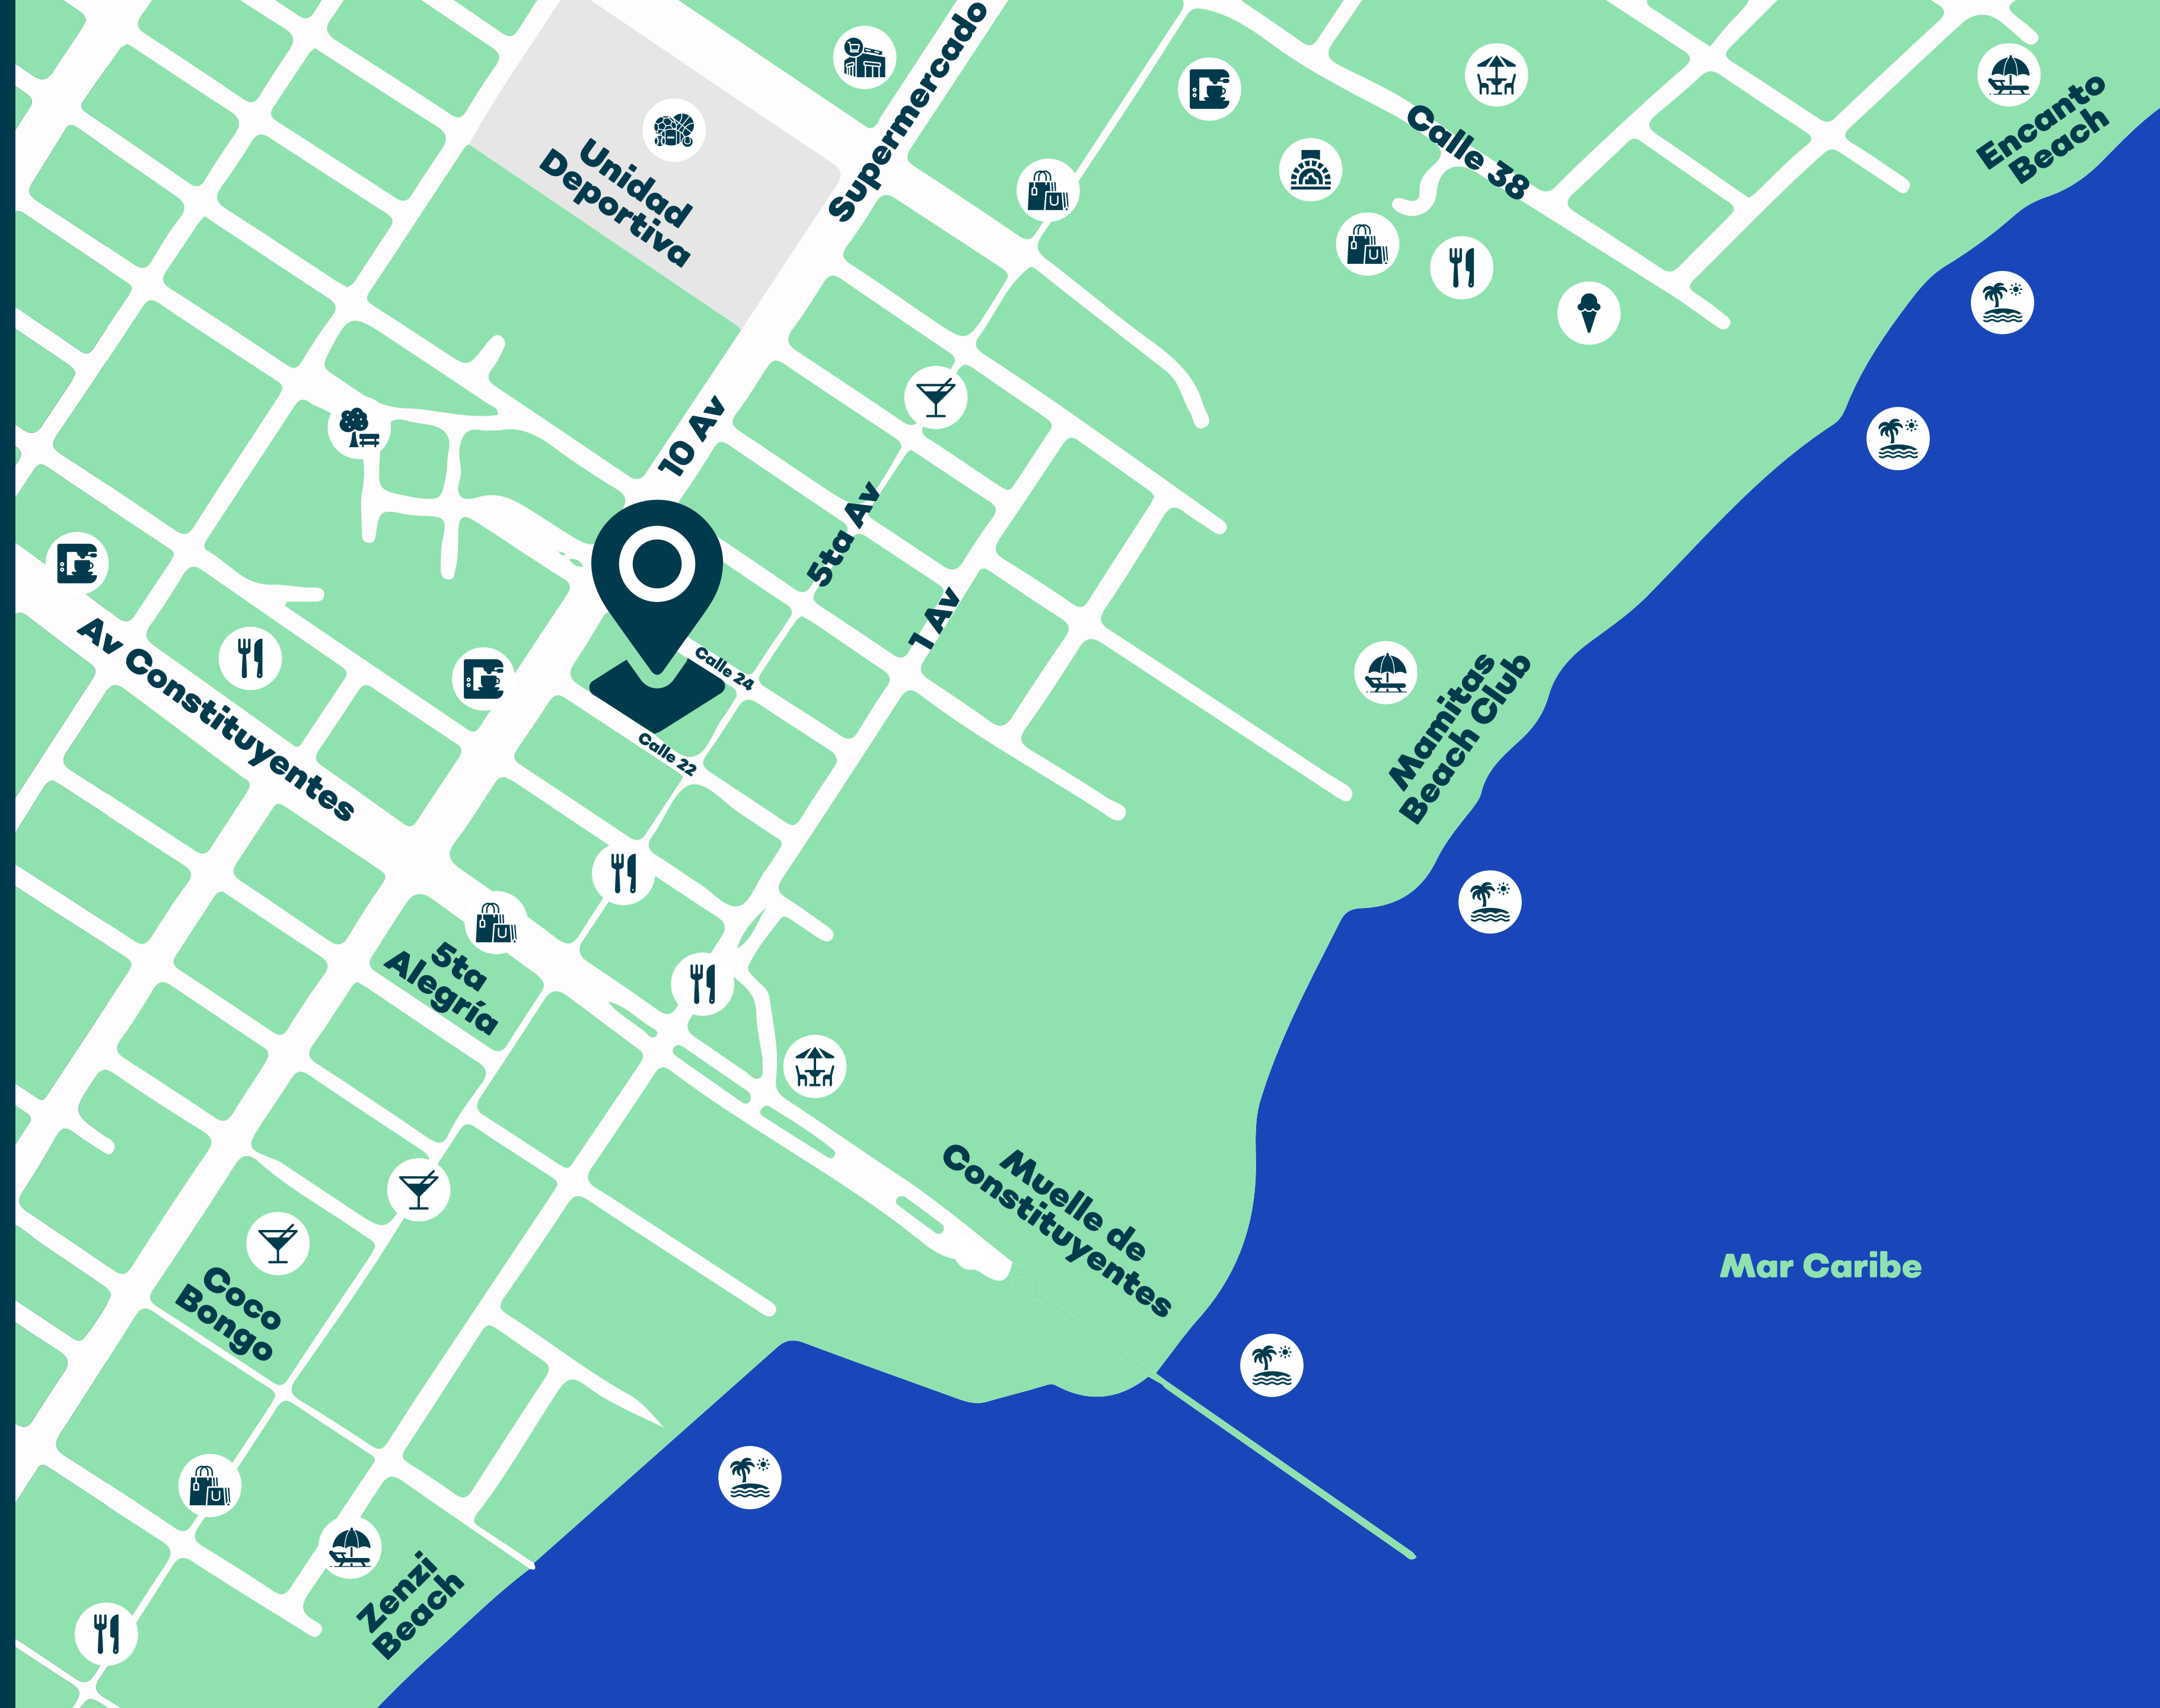 Supermercado
Unidad
Deportiva
Calle 38
Encanto
Beach
10 Av
5ta Av
1 Av
Calle 24
Calle 22
Av Constituyentes
Mamitas
Beach Club
5ta
Alegría
Muelle de
Constituyentes
Mar Caribe
Coco
Bongo
Zenzi
Beach